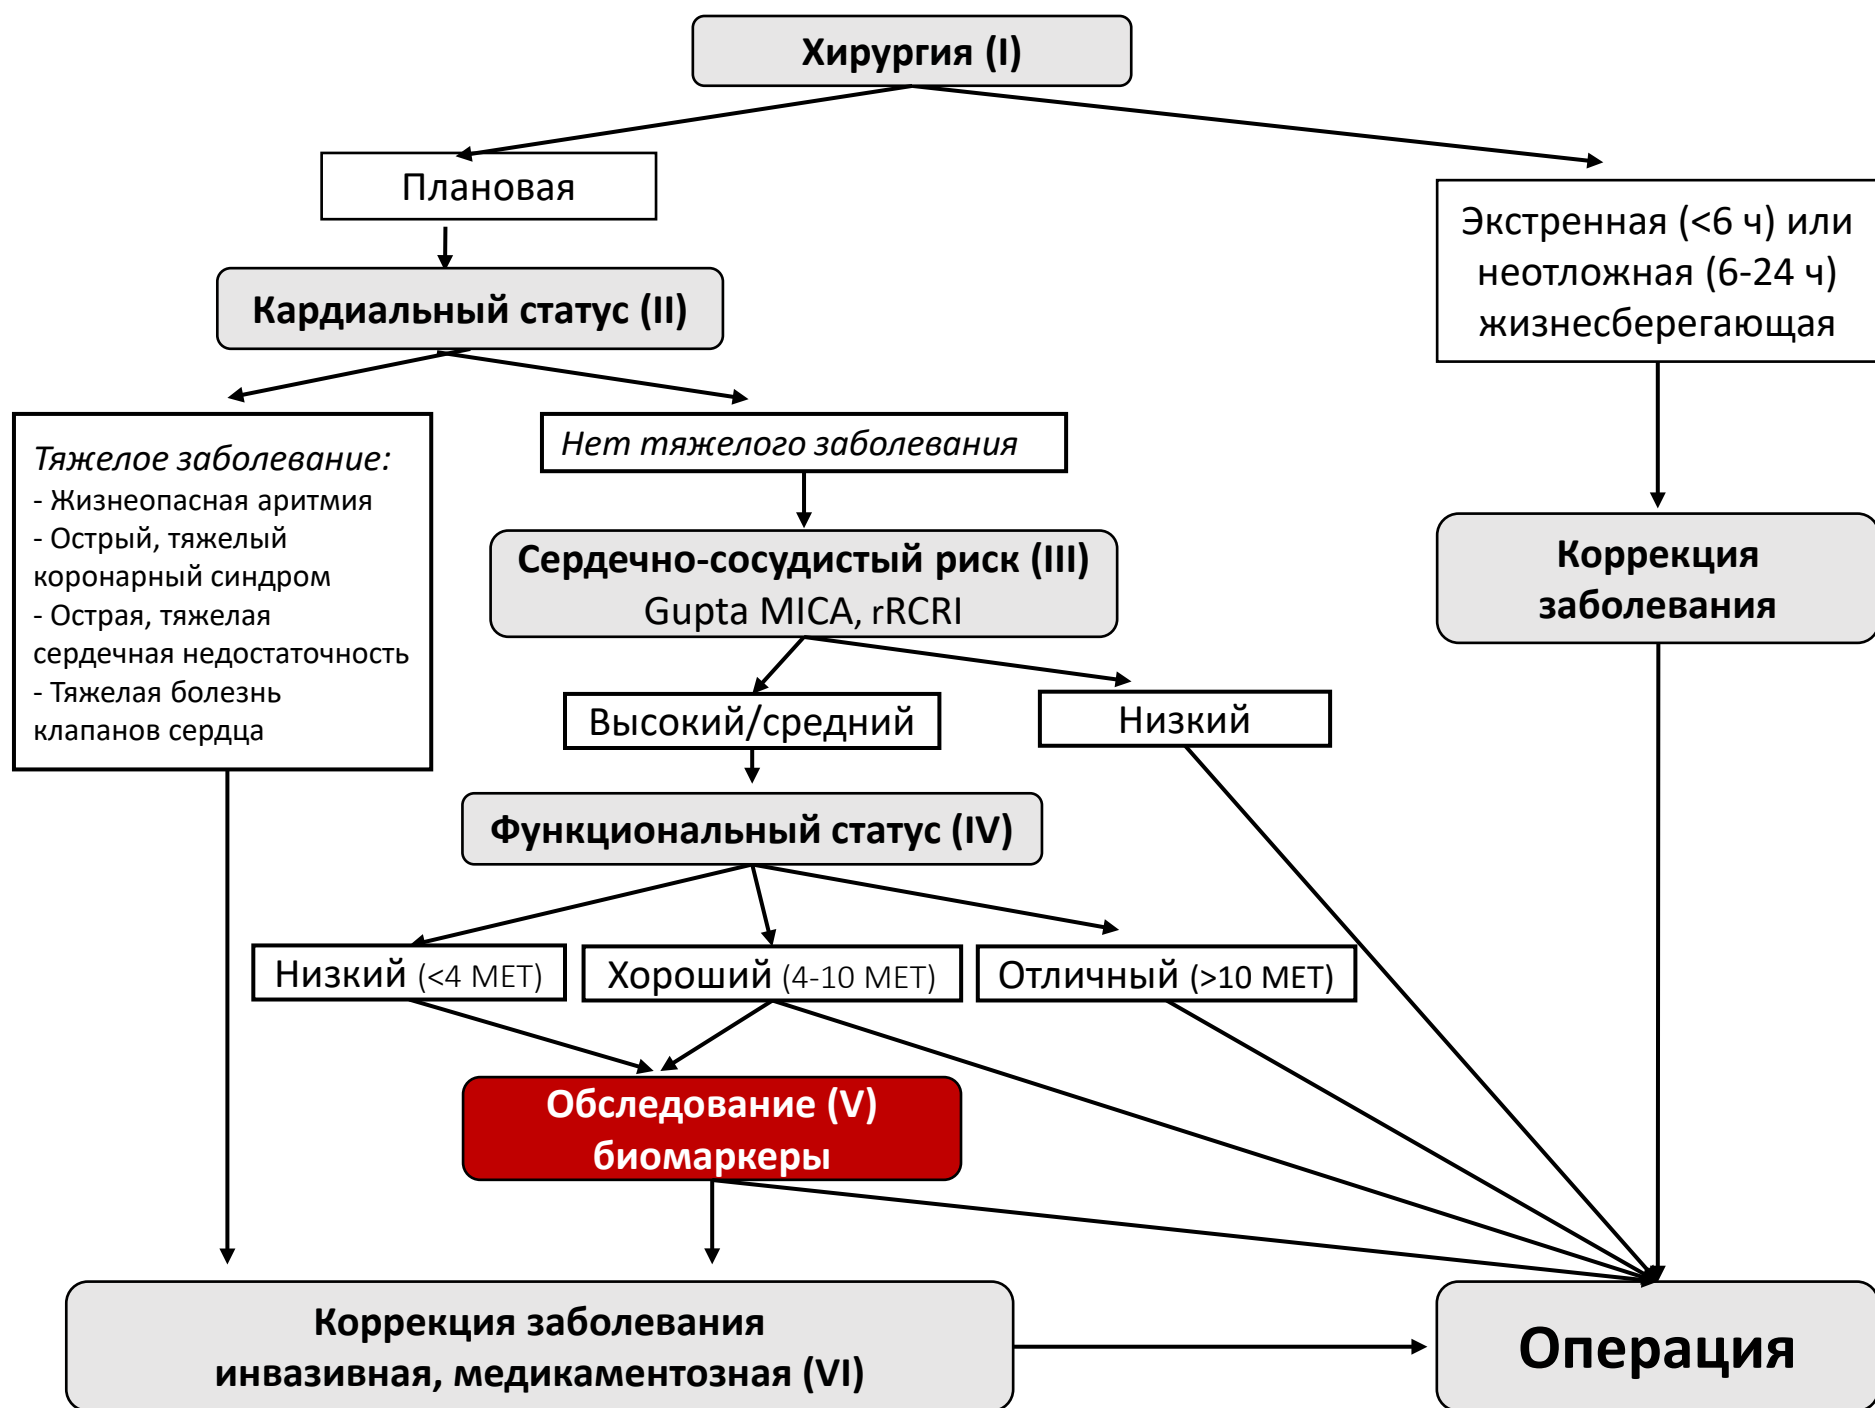 Хирургия (I)
Плановая
Экстренная (<6 ч) или
неотложная (6-24 ч)
жизнесберегающая
Кардиальный статус (II)
Тяжелое заболевание:
- Жизнеопасная аритмия
- Острый, тяжелый
коронарный синдром
- Острая, тяжелая
сердечная недостаточность
- Тяжелая болезнь
клапанов сердца
Нет тяжелого заболевания
Сердечно-сосудистый риск (III)
Gupta MICA, rRCRI
Коррекция
заболевания
Высокий/средний
Низкий
Функциональный статус (IV)
Низкий (<4 МЕТ)
Хороший (4-10 МЕТ)
Отличный (>10 МЕТ)
Обследование (V)
биомаркеры
Коррекция заболевания
инвазивная, медикаментозная (VI)
Операция